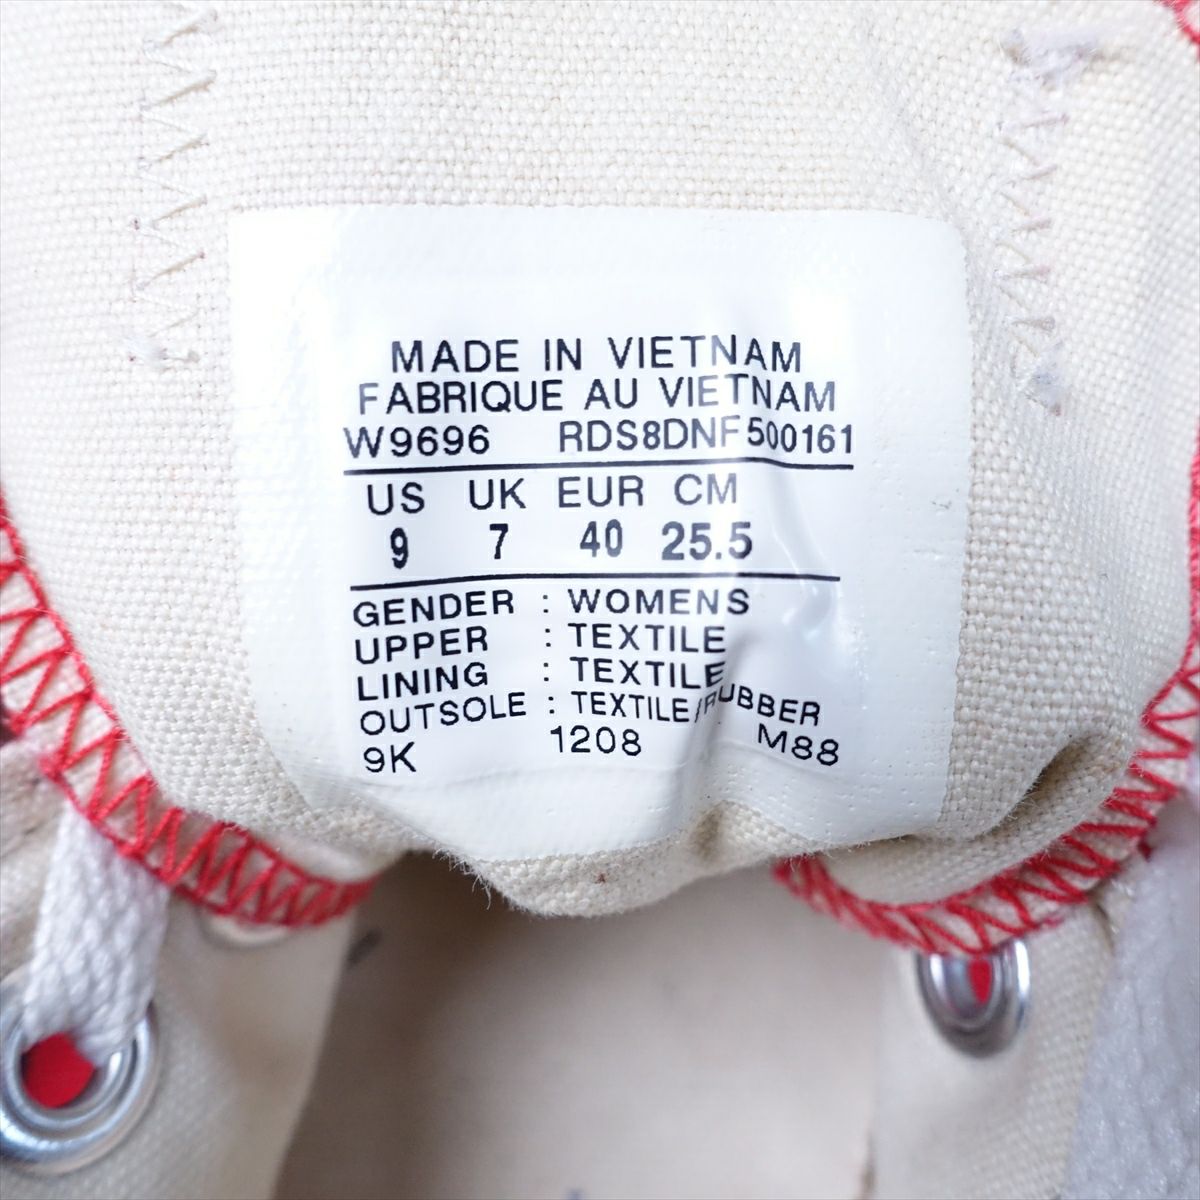 MADE IN VIETNAM
FABRIQUE AU VIETNAM
W9696 RDS8DNF500161
US UK EUR CM
9 7 40 25.5
GENDER : WOMENS
UPPER : TEXTILE
LINING : TEXTILE
OUTSOLE : TEXTILE/RUBBER
9K 1208 M88